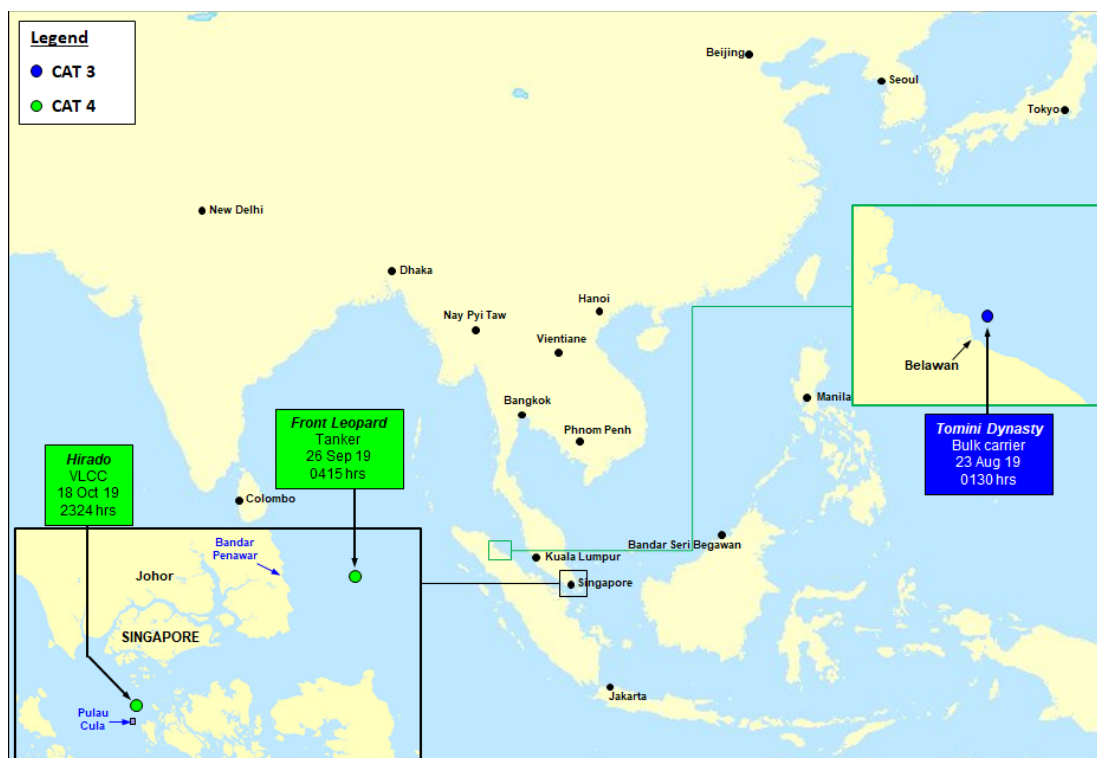 Legend
CAT 3
CAT 4
Beijing
Seoul
Tokyo
New Delhi
Dhaka
Hanoi
Nay Pyi Taw
Vientiane
Belawan
Bangkok
Manila
Phnom Penh
Front Leopard
Tanker
26 Sep 19
0415 hrs
Tomini Dynasty
Bulk carrier
23 Aug 19
0130 hrs
Hirado
VLCC
18 Oct 19
2324 hrs
Colombo
Bandar Seri Begawan
Kuala Lumpur
Singapore
Bandar
Penawar
Johor
SINGAPORE
Pulau
Cula
Jakarta